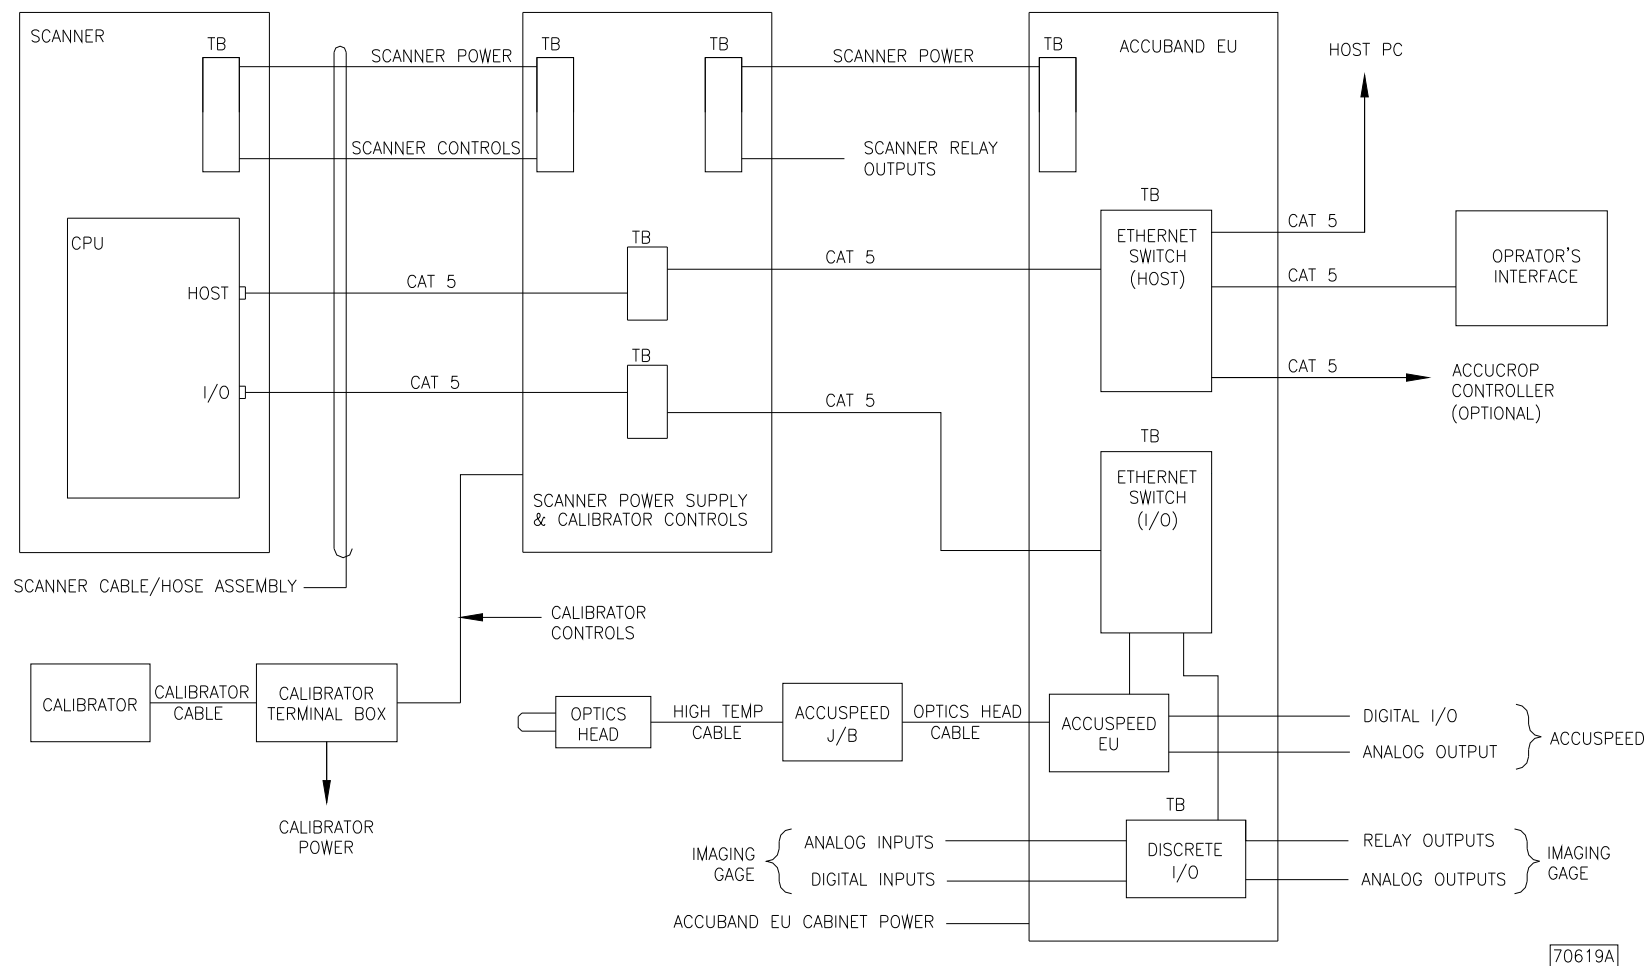 SCANNER
TB
SCANNER POWER
TB
TB
SCANNER POWER
TB
ACCUBAND EU
HOST PC
SCANNER CONTROLS
SCANNER RELAY
OUTPUTS
TB
CPU
HOST
CAT 5
TB
CAT 5
ETHERNET
SWITCH
(HOST)
CAT 5
CAT 5
OPRATOR'S
INTERFACE
CAT 5
ACCUCROP
CONTROLLER
(OPTIONAL)
I/O
CAT 5
TB
CAT 5
TB
ETHERNET
SWITCH
(I/O)
SCANNER POWER SUPPLY
& CALIBRATOR CONTROLS
SCANNER CABLE/HOSE ASSEMBLY
CALIBRATOR
CONTROLS
CALIBRATOR
CALIBRATOR
CABLE
CALIBRATOR
TERMINAL BOX
CALIBRATOR
POWER
OPTICS
HEAD
HIGH TEMP
CABLE
ACCUSPEED
J/B
OPTICS HEAD
CABLE
ACCUSPEED
EU
DIGITAL I/O
ANALOG OUTPUT
ACCUSPEED
TB
IMAGING
GAGE
ANALOG INPUTS
DIGITAL INPUTS
DISCRETE
I/O
RELAY OUTPUTS
ANALOG OUTPUTS
IMAGING
GAGE
ACCUBAND EU CABINET POWER
70619A